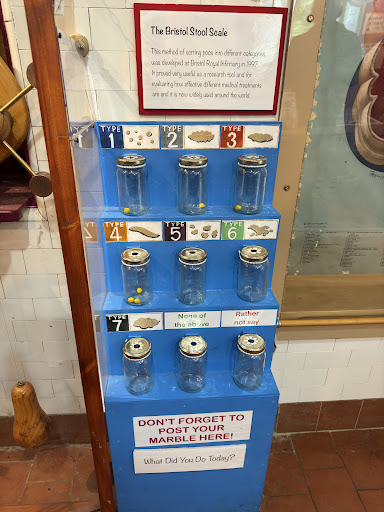 The Bristol Stool Scale
This method of sorting poos into different categories
was developed at Bristol Royal Infirmary in 1997.
It proved very useful as a research tool and for
evaluating how effective different medical treatments
are and it is now widely used around the world.
TYPE 1
TYPE 2
TYPE 3
TYPE 4
TYPE 5
TYPE 6
TYPE 7
None of
the above
Rather
not say
DON'T FORGET TO
POST YOUR
MARBLE HERE!
What Did You Do Today?